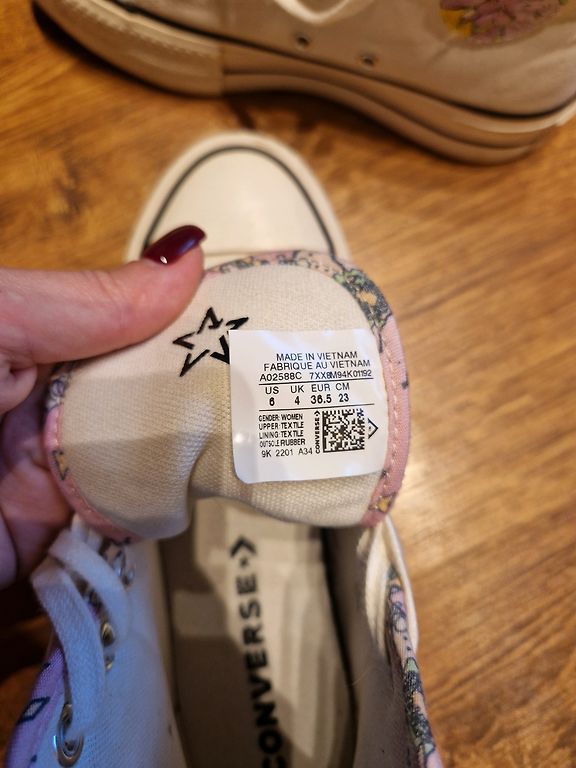 MADE IN VIETNAM
FABRIQUE AU VIETNAM
A02588C 7XX8M94K01192
US UK EUR CM
6 4 36.5 23
GENDER: WOMEN
UPPER: TEXTILE
LINING: TEXTILE
OUTSOLE: RUBBER
CONVERSE
9K 2201 A34
CONVERSE